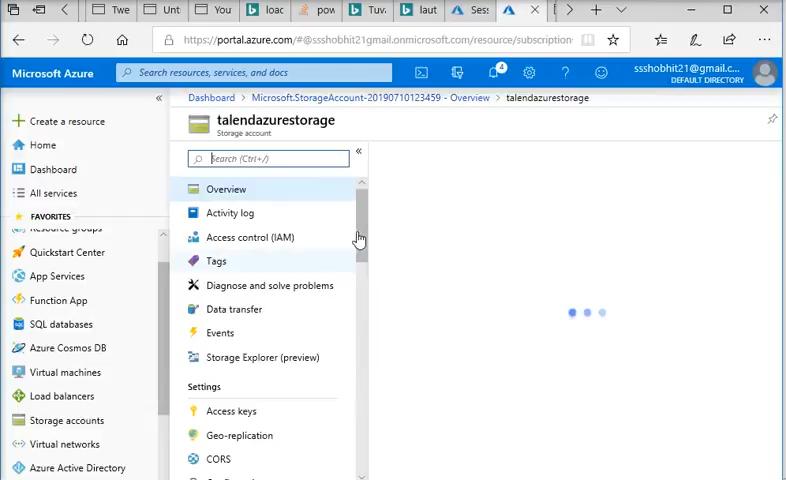 Twe
Unt
You
loac
pow
Tuv
laut
Ses
https://portal.azure.com/#@ssshobhit21gmail.onmicrosoft.com/resource/subscription
Microsoft Azure
Search resources, services, and docs
4
ssshobhit21@gmail.c...
DEFAULT DIRECTORY
Dashboard > Microsoft.StorageAccount-20190710123459 - Overview > talendazurestorage
talendazurestorage
Storage account
Create a resource
Home
Dashboard
All services
FAVORITES
Resource groups
Quickstart Center
App Services
Function App
SQL databases
Azure Cosmos DB
Virtual machines
Load balancers
Storage accounts
Virtual networks
Azure Active Directory
Search (Ctrl+/)
Overview
Activity log
Access control (IAM)
Tags
Diagnose and solve problems
Data transfer
Events
Storage Explorer (preview)
Settings
Access keys
Geo-replication
CORS